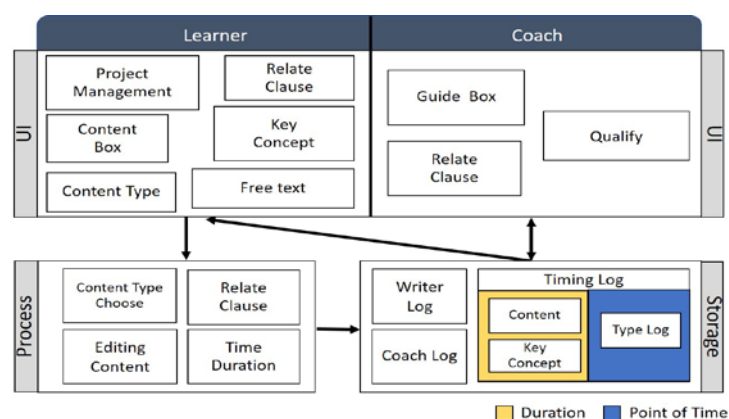 Learner
Coach
UI
Project
Management
Relate
Clause
Content
Box
Key
Concept
Content Type
Free text
Guide Box
Relate
Clause
Qualify
UI
Process
Content Type
Choose
Relate
Clause
Editing
Content
Time
Duration
Writer
Log
Coach Log
Timing Log
Content
Key
Concept
Type Log
Storage
Duration
Point of Time